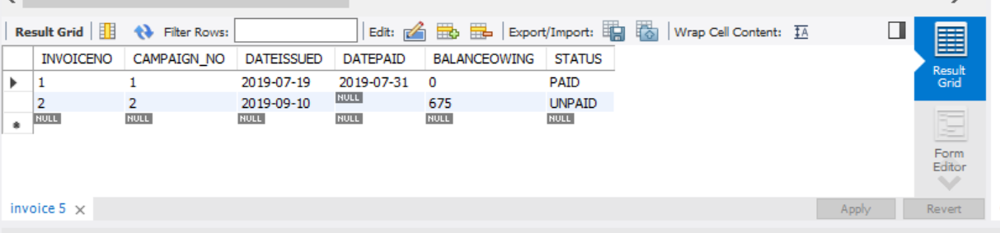 Result Grid Filter Rows: Edit: Export/Import: Wrap Cell Content: IA
INVOICENO CAMPAIGN_NO DATEISSUED DATEPAID BALANCEOWING STATUS
1 1 2019-07-19 2019-07-31 0 PAID
2 2 2019-09-10 NULL 675 UNPAID
NULL NULL NULL NULL NULL NULL
Result
Grid
Form
Editor
invoice 5 Apply Revert